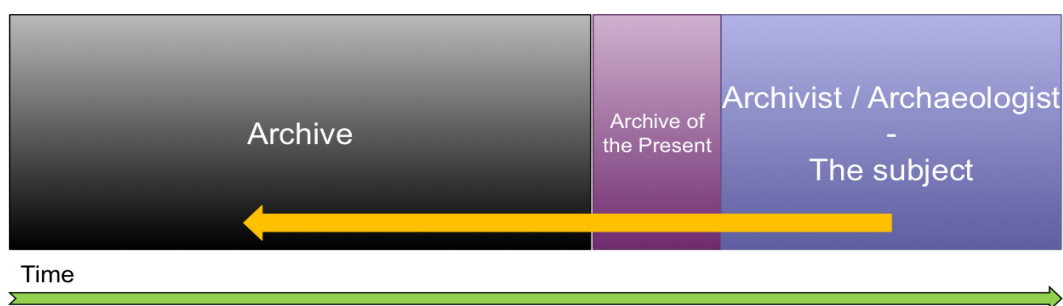 Archive
Archive of
the Present
Archivist / Archaeologist
-
The subject
Time